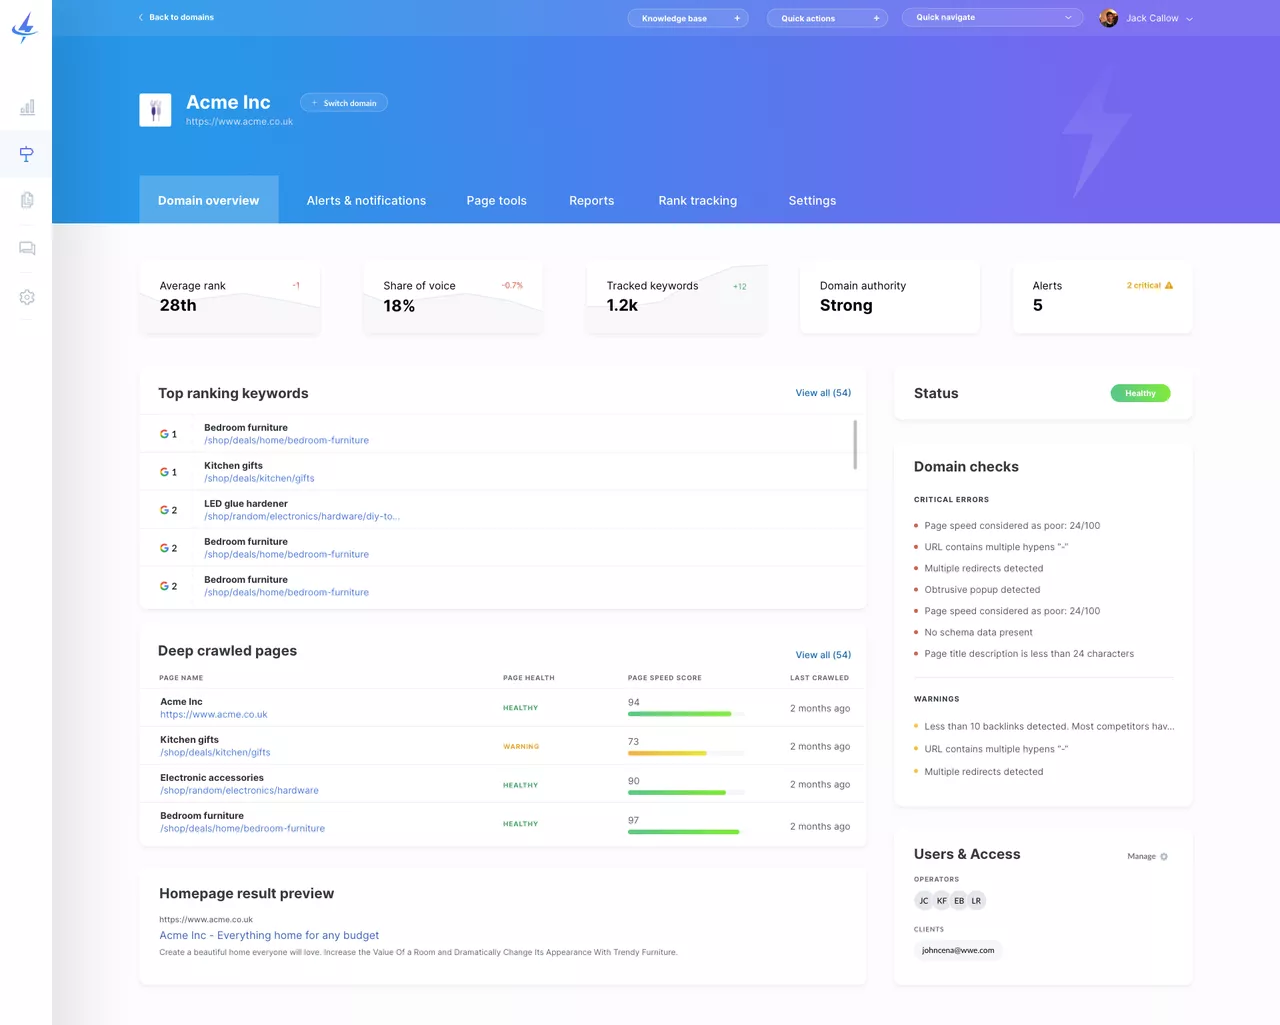 Back to domains
Knowledge base +
Quick actions +
Quick navigate
Jack Callow
Acme Inc
+ Switch domain
https://www.acme.co.uk
Domain overview
Alerts & notifications
Page tools
Reports
Rank tracking
Settings
Average rank -1
28th
Share of voice -0.7%
18%
Tracked keywords +12
1.2k
Domain authority
Strong
Alerts 2 critical
5
Top ranking keywords
View all (54)
G 1
Bedroom furniture
/shop/deals/home/bedroom-furniture
G 1
Kitchen gifts
/shop/deals/kitchen/gifts
G 2
LED glue hardener
/shop/random/electronics/hardware/diy-to...
G 2
Bedroom furniture
/shop/deals/home/bedroom-furniture
G 2
Bedroom furniture
/shop/deals/home/bedroom-furniture
Deep crawled pages
View all (54)
PAGE NAME PAGE HEALTH PAGE SPEED SCORE LAST CRAWLED
Acme Inc
https://www.acme.co.uk
HEALTHY
94
2 months ago
Kitchen gifts
/shop/deals/kitchen/gifts
WARNING
73
2 months ago
Electronic accessories
/shop/random/electronics/hardware
HEALTHY
90
2 months ago
Bedroom furniture
/shop/deals/home/bedroom-furniture
HEALTHY
97
2 months ago
Homepage result preview
https://www.acme.co.uk
Acme Inc - Everything home for any budget
Create a beautiful home everyone will love. Increase the Value Of a Room and Dramatically Change Its Appearance With Trendy Furniture.
Status
Healthy
Domain checks
CRITICAL ERRORS
Page speed considered as poor: 24/100
URL contains multiple hypens "-"
Multiple redirects detected
Obtrusive popup detected
Page speed considered as poor: 24/100
No schema data present
Page title description is less than 24 characters
WARNINGS
Less than 10 backlinks detected. Most competitors hav...
URL contains multiple hypens "-"
Multiple redirects detected
Users & Access
Manage
OPERATORS
JC KF EB LR
CLIENTS
johncena@wwe.com